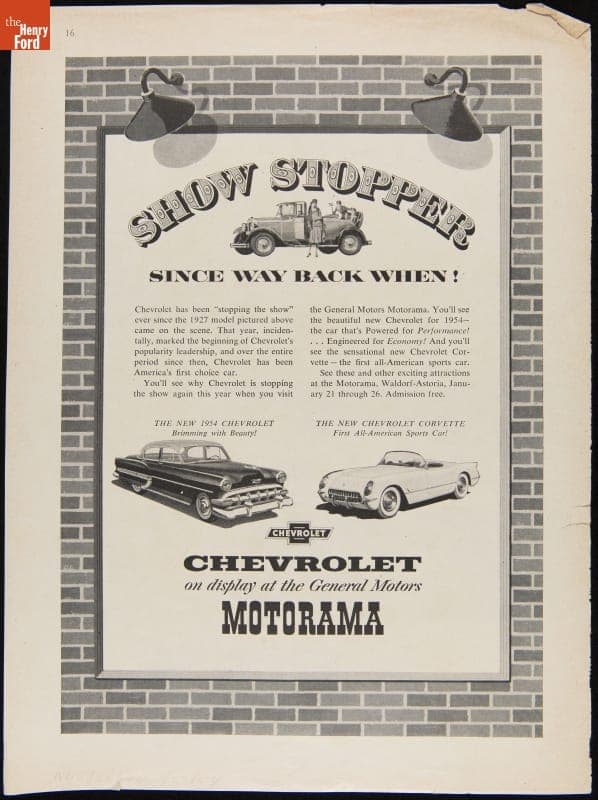 the
Henry
Ford
16
SHOW STOPPER
SINCE WAY BACK WHEN!
Chevrolet has been "stopping the show"
ever since the 1927 model pictured above
came on the scene. That year, inciden-
tally, marked the beginning of Chevrolet's
popularity leadership, and over the entire
period since then, Chevrolet has been
America's first choice car.
You'll see why Chevrolet is stopping
the show again this year when you visit
the General Motors Motorama. You'll see
the beautiful new Chevrolet for 1954—
the car that's Powered for Performance!
. . . Engineered for Economy! And you'll
see the sensational new Chevrolet Cor-
vette — the first all-American sports car.
See these and other exciting attractions
at the Motorama, Waldorf-Astoria, Janu-
ary 21 through 26. Admission free.
THE NEW 1954 CHEVROLET
Brimming with Beauty!
THE NEW CHEVROLET CORVETTE
First All-American Sports Car!
CHEVROLET
CHEVROLET
on display at the General Motors
MOTORAMA